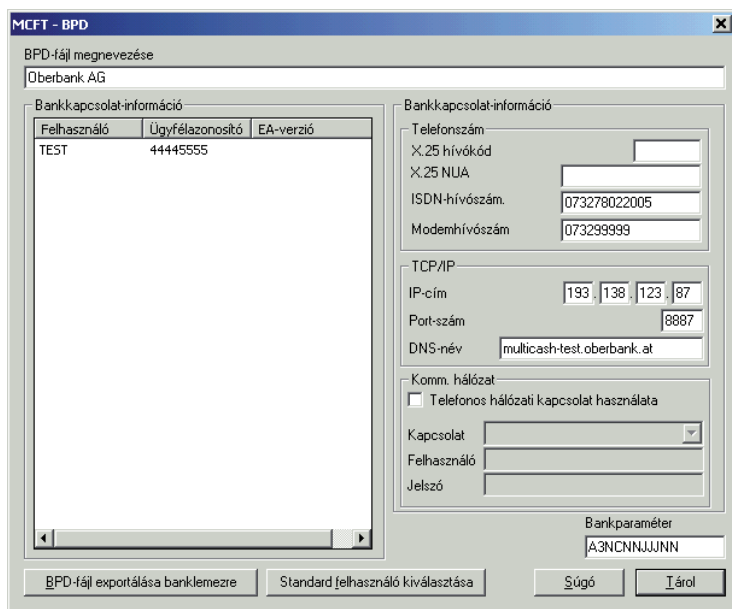 MCFT - BPD
BPD-fájl megnevezése
Oberbank AG
Bankkapcsolat-információ
Felhasználó Ügyfélazonosító EA-verzió
TEST 44445555
Bankkapcsolat-információ
Telefonszám
X.25 hívókód
X.25 NUA
ISDN-hívószám. 073278022005
Modemhívószám 073299999
TCP/IP
IP-cím 193 . 138 . 123 . 87
Port-szám 8887
DNS-név multicash-test.oberbank.at
Komm. hálózat
Telefonos hálózati kapcsolat használata
Kapcsolat
Felhasználó
Jelszó
Bankparaméter
A3NCNNJJJNN
BPD-fájl exportálása banklemezre Standard felhasználó kiválasztása Súgó Tárol